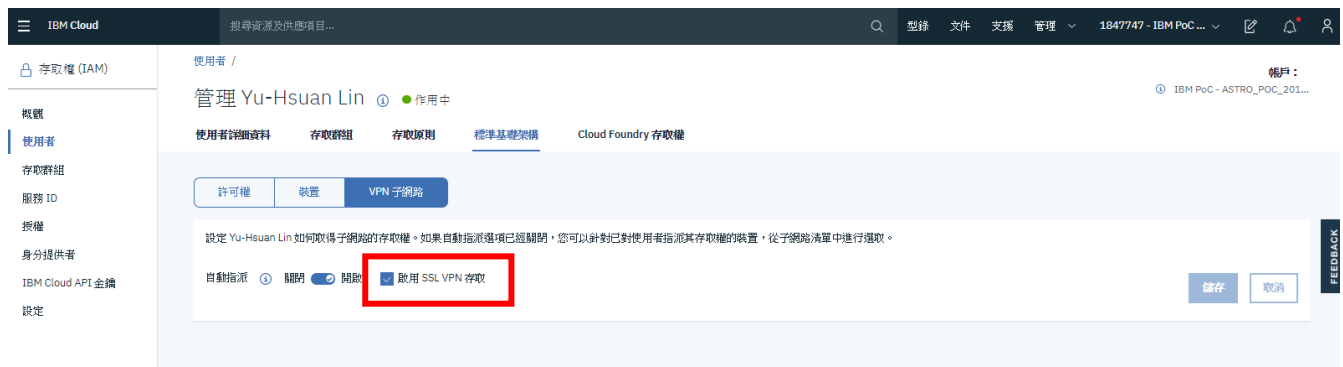 IBM Cloud
搜尋資源及供應項目...
型錄 文件 支援 管理 1847747 - IBM PoC ...
存取權 (IAM)
概觀
使用者
存取群組
服務 ID
授權
身分提供者
IBM Cloud API 金鑰
設定
使用者 /
管理 Yu-Hsuan Lin 作用中
帳戶：
IBM PoC - ASTRO_POC_201...
使用者詳細資料 存取群組 存取原則 標準基礎架構 Cloud Foundry 存取權
許可權 裝置 VPN 子網路
設定 Yu-Hsuan Lin 如何取得子網路的存取權。如果自動指派選項已經關閉，您可以針對已對使用者指派其存取權的裝置，從子網路清單中進行選取。
自動指派 關閉 開啟 啟用 SSL VPN 存取
儲存 取消
FEEDBACK